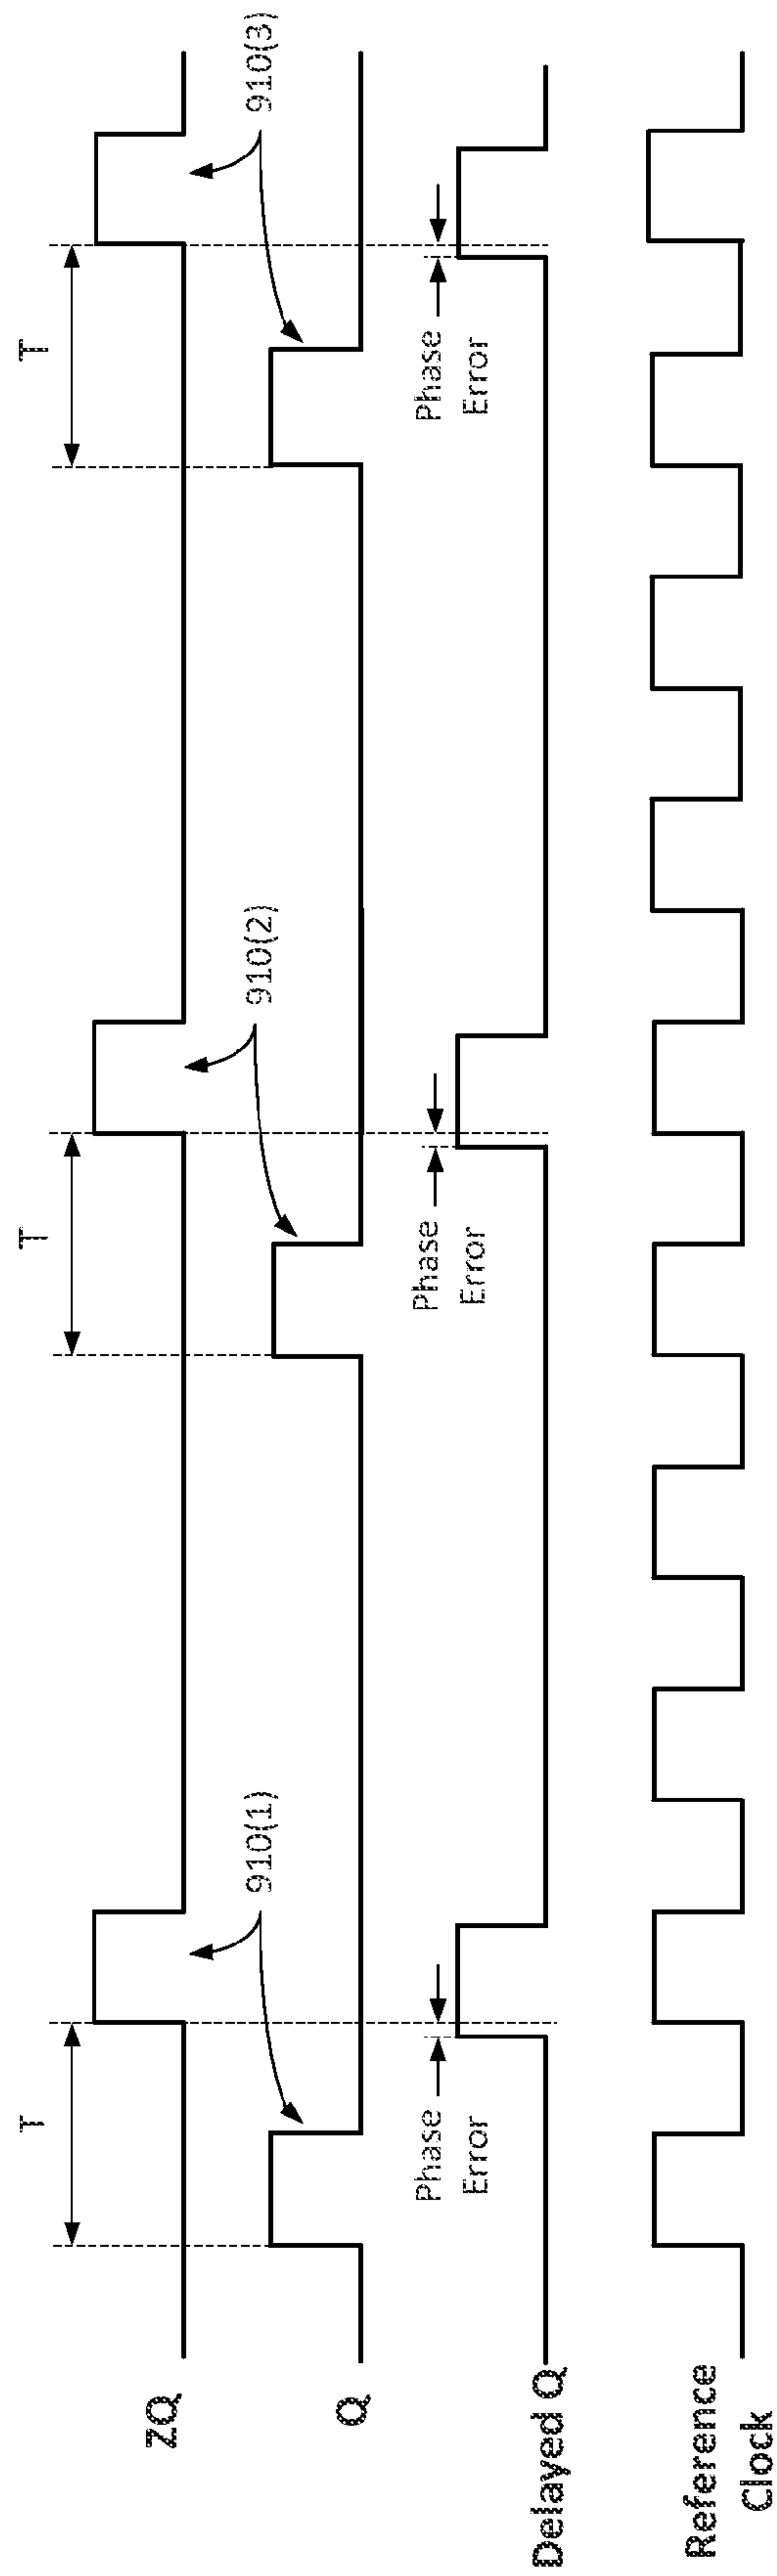 T
T
T
ZQ
910(1)
910(2)
910(3)
Q
Phase
Error
Phase
Error
Phase
Error
Delayed Q
Reference
Clock